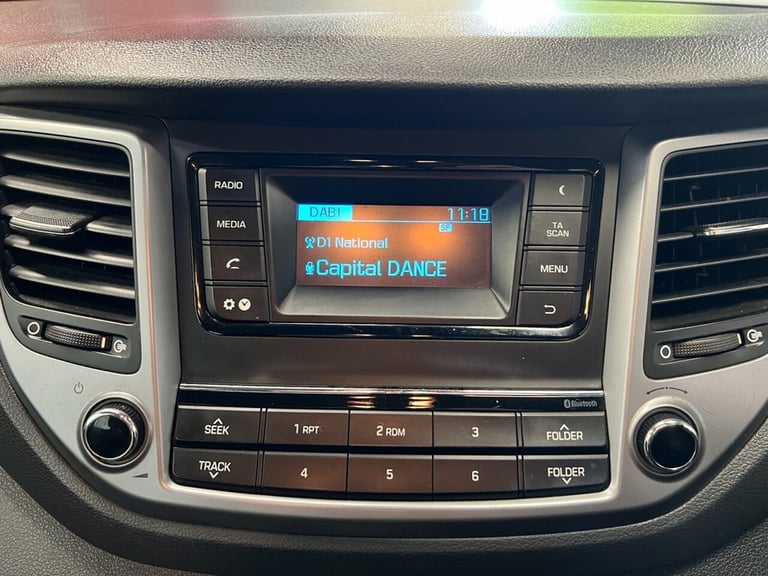 RADIO
MEDIA
DAB1 11:18
SF
D1 National
Capital DANCE
TA
SCAN
MENU
Bluetooth
SEEK
1 RPT
2 RDM
3
FOLDER
TRACK
4
5
6
FOLDER